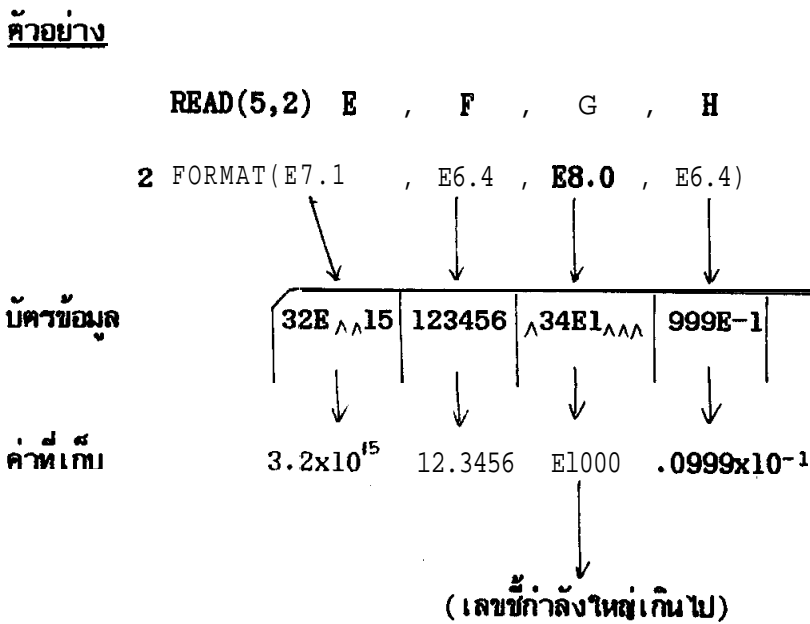 ตัวอย่าง
READ(5,2) E , F , G , H
2 FORMAT(E7.1 , E6.4 , E8.0 , E6.4)
บัตรข้อมูล 32E^^15 123456 ^34E1^^^ 999E-1
ค่าที่เก็บ 3.2x10¹⁵ 12.3456 E1000 .0999x10⁻¹
(เลขชี้กำลังใหญ่เกินไป)